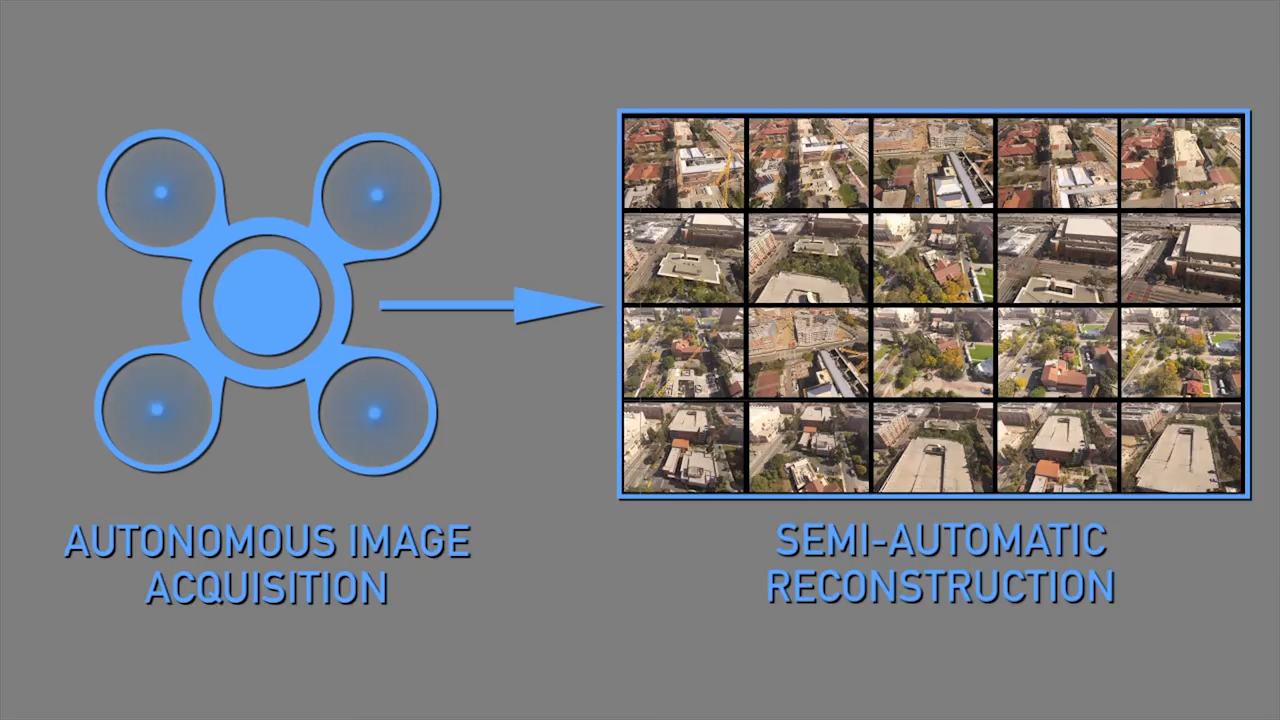 AUTONOMOUS IMAGE
ACQUISITION
SEMI-AUTOMATIC
RECONSTRUCTION